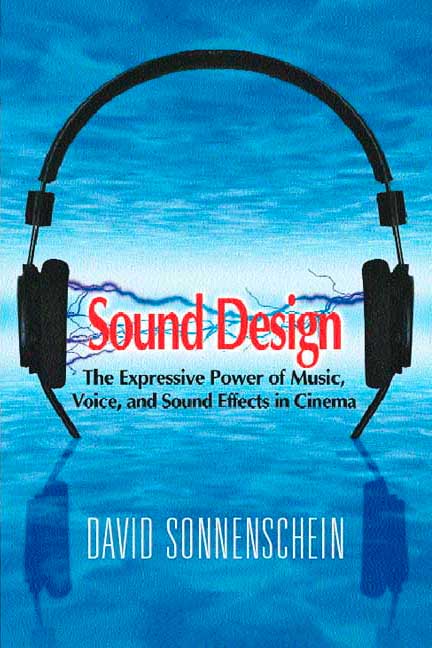 Sound Design
The Expressive Power of Music,
Voice, and Sound Effects in Cinema
DAVID SONNENSCHEIN